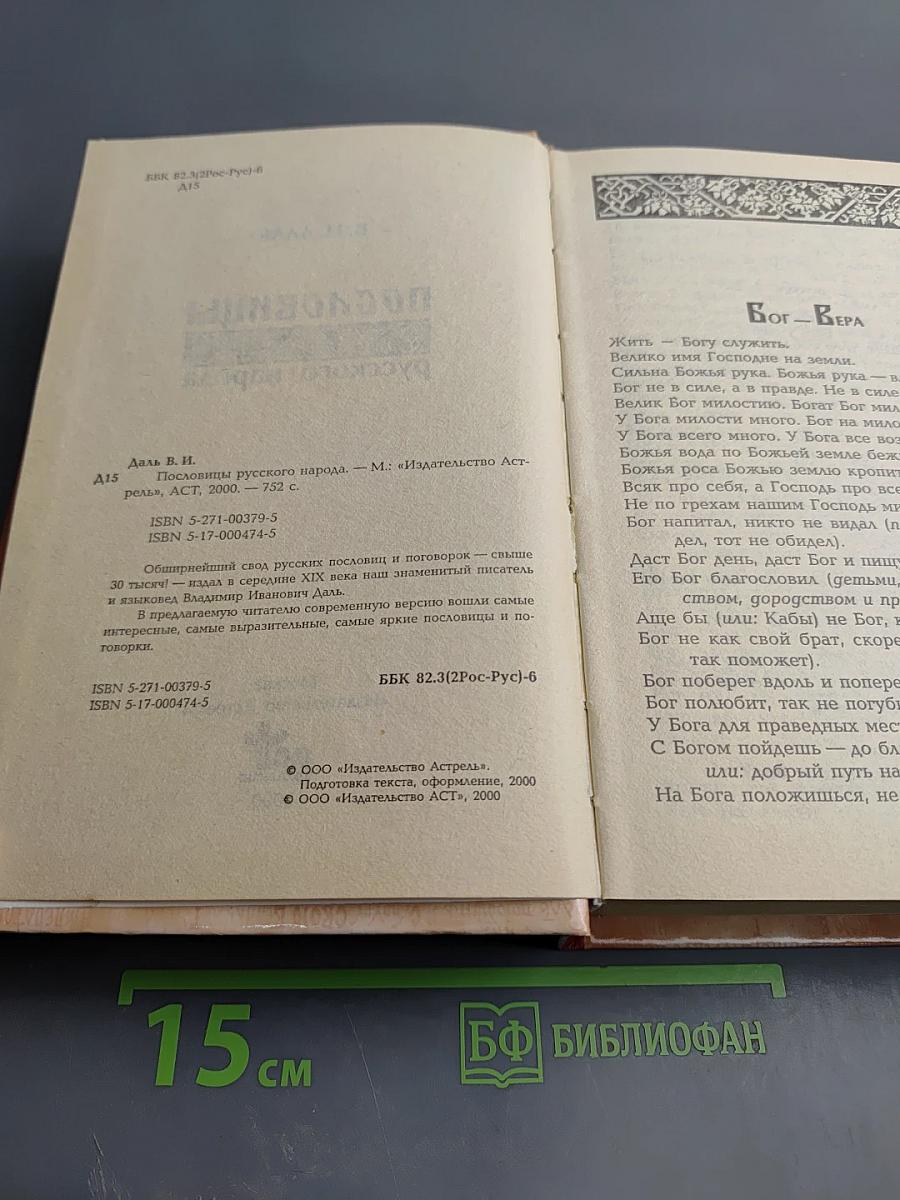 ББК 82.3(2Рос-Рус)-6
Д15
Даль В. И.
Д15 Пословицы русского народа. — М.: «Издательство Аст-
рель», АСТ, 2000. — 752 с.
ISBN 5-271-00379-5
ISBN 5-17-000474-5
Обширнейший свод русских пословиц и поговорок — свыше
30 тысяч! — издал в середине XIX века наш знаменитый писатель
и языковед Владимир Иванович Даль.
В предлагаемую читателю современную версию вошли самые
интересные, самые выразительные, самые яркие пословицы и по-
говорки.
ББК 82.3(2Рос-Рус)-6
ISBN 5-271-00379-5
ISBN 5-17-000474-5
© ООО «Издательство Астрель».
Подготовка текста, оформление, 2000
© ООО «Издательство АСТ», 2000
Бог — Вера
Жить — Богу служить.
Велико имя Господне на земли.
Сильна Божья рука. Божья рука — в
Бог не в силе, а в правде. Не в силе
Велик Бог милостию. Богат Бог мил
У Бога милости много. Бог на мило
У Бога всего много. У Бога все воз
Божья вода по Божьей земле беж
Божья роса Божью землю кропит
Всяк про себя, а Господь про все
Не по грехам нашим Господь ми
Бог напитал, никто не видал (п
дел, тот не обидел).
Даст Бог день, даст Бог и пищу
Его Бог благословил (детьми,
ством, дородством и пр
Аще бы (или: Кабы) не Бог, к
Бог не как свой брат, скоре
так поможет).
Бог поберег вдоль и попере
Бог полюбит, так не погуби
У Бога для праведных мест
С Богом пойдешь — до бл
или: добрый путь на
На Бога положишься, не
15 см
БФ БИБЛИОФАН